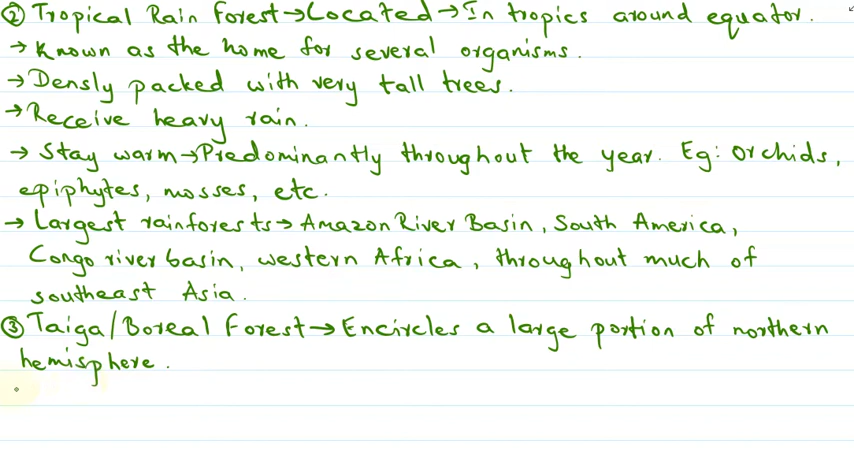 ② Tropical Rain Forest → Located → In tropics around equator.
→ Known as the home for several organisms.
→ Densly packed with very tall trees.
→ Receive heavy rain.
→ Stay warm → Predominantly throughout the year. Eg: Orchids,
epiphytes, mosses, etc.
→ Largest rainforests → Amazon River Basin, South America,
Congo river basin, western Africa, throughout much of
southeast Asia.
③ Taiga/Boreal Forest → Encircles a large portion of northern
hemisphere.